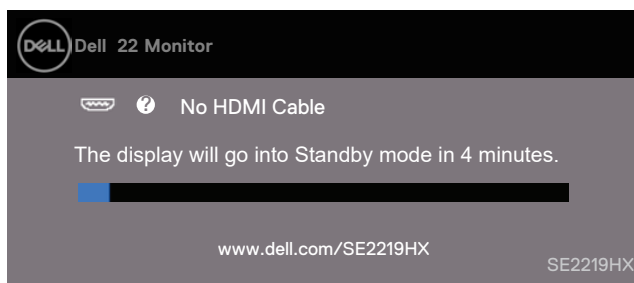 DELL
Dell 22 Monitor
? No HDMI Cable
The display will go into Standby mode in 4 minutes.
www.dell.com/SE2219HX
SE2219HX